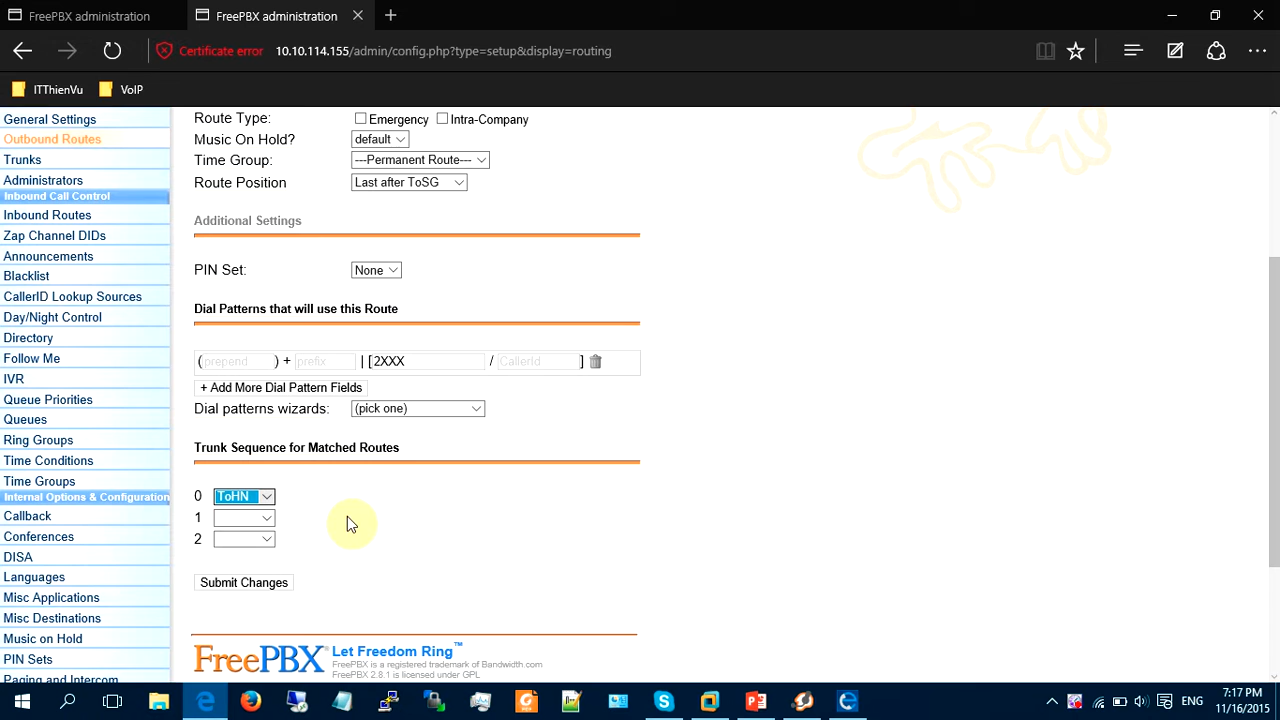 FreePBX administration
FreePBX administration
Certificate error 10.10.114.155/admin/config.php?type=setup&display=routing
ITThienVu VoIP
General Settings
Outbound Routes
Trunks
Administrators
Inbound Call Control
Inbound Routes
Zap Channel DIDs
Announcements
Blacklist
CallerID Lookup Sources
Day/Night Control
Directory
Follow Me
IVR
Queue Priorities
Queues
Ring Groups
Time Conditions
Time Groups
Internal Options & Configuration
Callback
Conferences
DISA
Languages
Misc Applications
Misc Destinations
Music on Hold
PIN Sets
Paging and Intercom
Route Type: Emergency Intra-Company
Music On Hold? default
Time Group: ---Permanent Route---
Route Position Last after ToSG
Additional Settings
PIN Set: None
Dial Patterns that will use this Route
(prepend ) + prefix | [2XXX / CallerId ]
+ Add More Dial Pattern Fields
Dial patterns wizards: (pick one)
Trunk Sequence for Matched Routes
0 ToHN
1
2
Submit Changes
FreePBX Let Freedom Ring™
FreePBX is a registered trademark of Bandwidth.com
FreePBX 2.8.1 is licensed under GPL
ENG
7:17 PM
11/16/2015